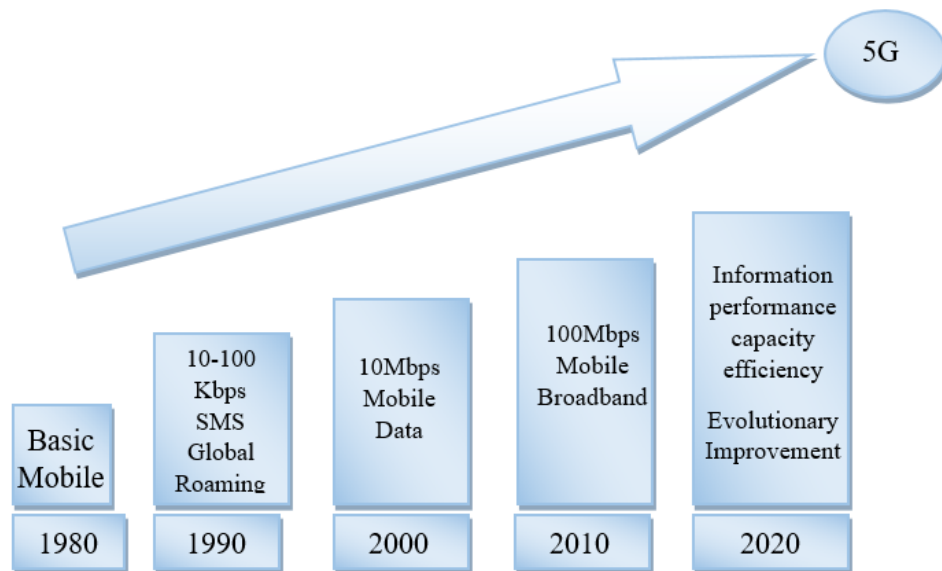 5G
Basic
Mobile
1980
10-100
Kbps
SMS
Global
Roaming
1990
10Mbps
Mobile
Data
2000
100Mbps
Mobile
Broadband
2010
Information
performance
capacity
efficiency
Evolutionary
Improvement
2020